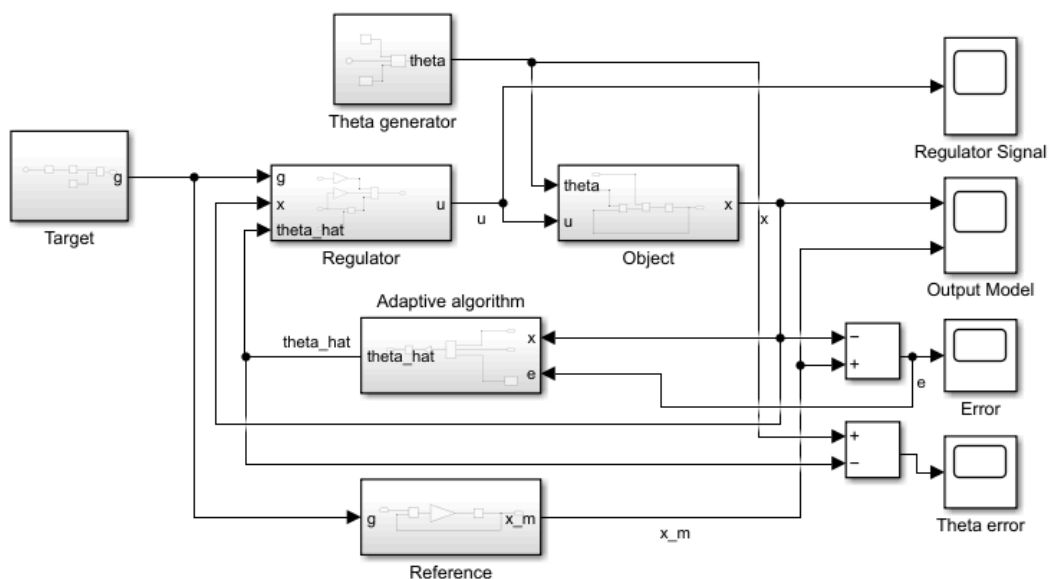 theta
Theta generator
Regulator Signal
g
Target
g
x
theta_hat
u
Regulator
u
theta
u
x
Object
x
Output Model
Adaptive algorithm
theta_hat
theta_hat
x
e
−
+
e
Error
+
−
Theta error
g
x_m
Reference
x_m